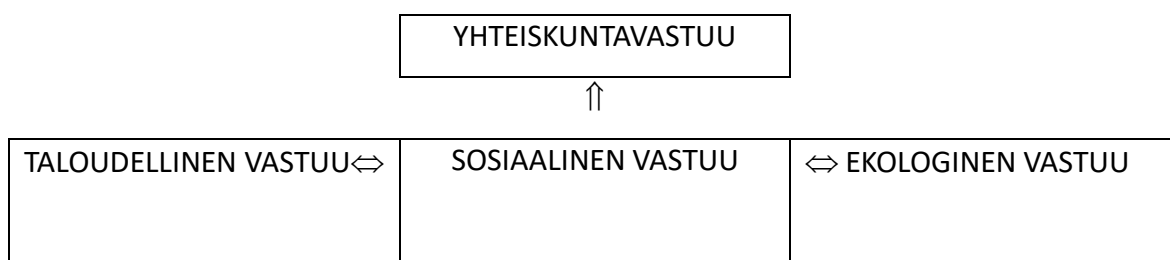 YHTEISKUNTAVASTUU
⇑
TALOUDELLINEN VASTUU⇔ SOSIAALINEN VASTUU ⇔ EKOLOGINEN VASTUU